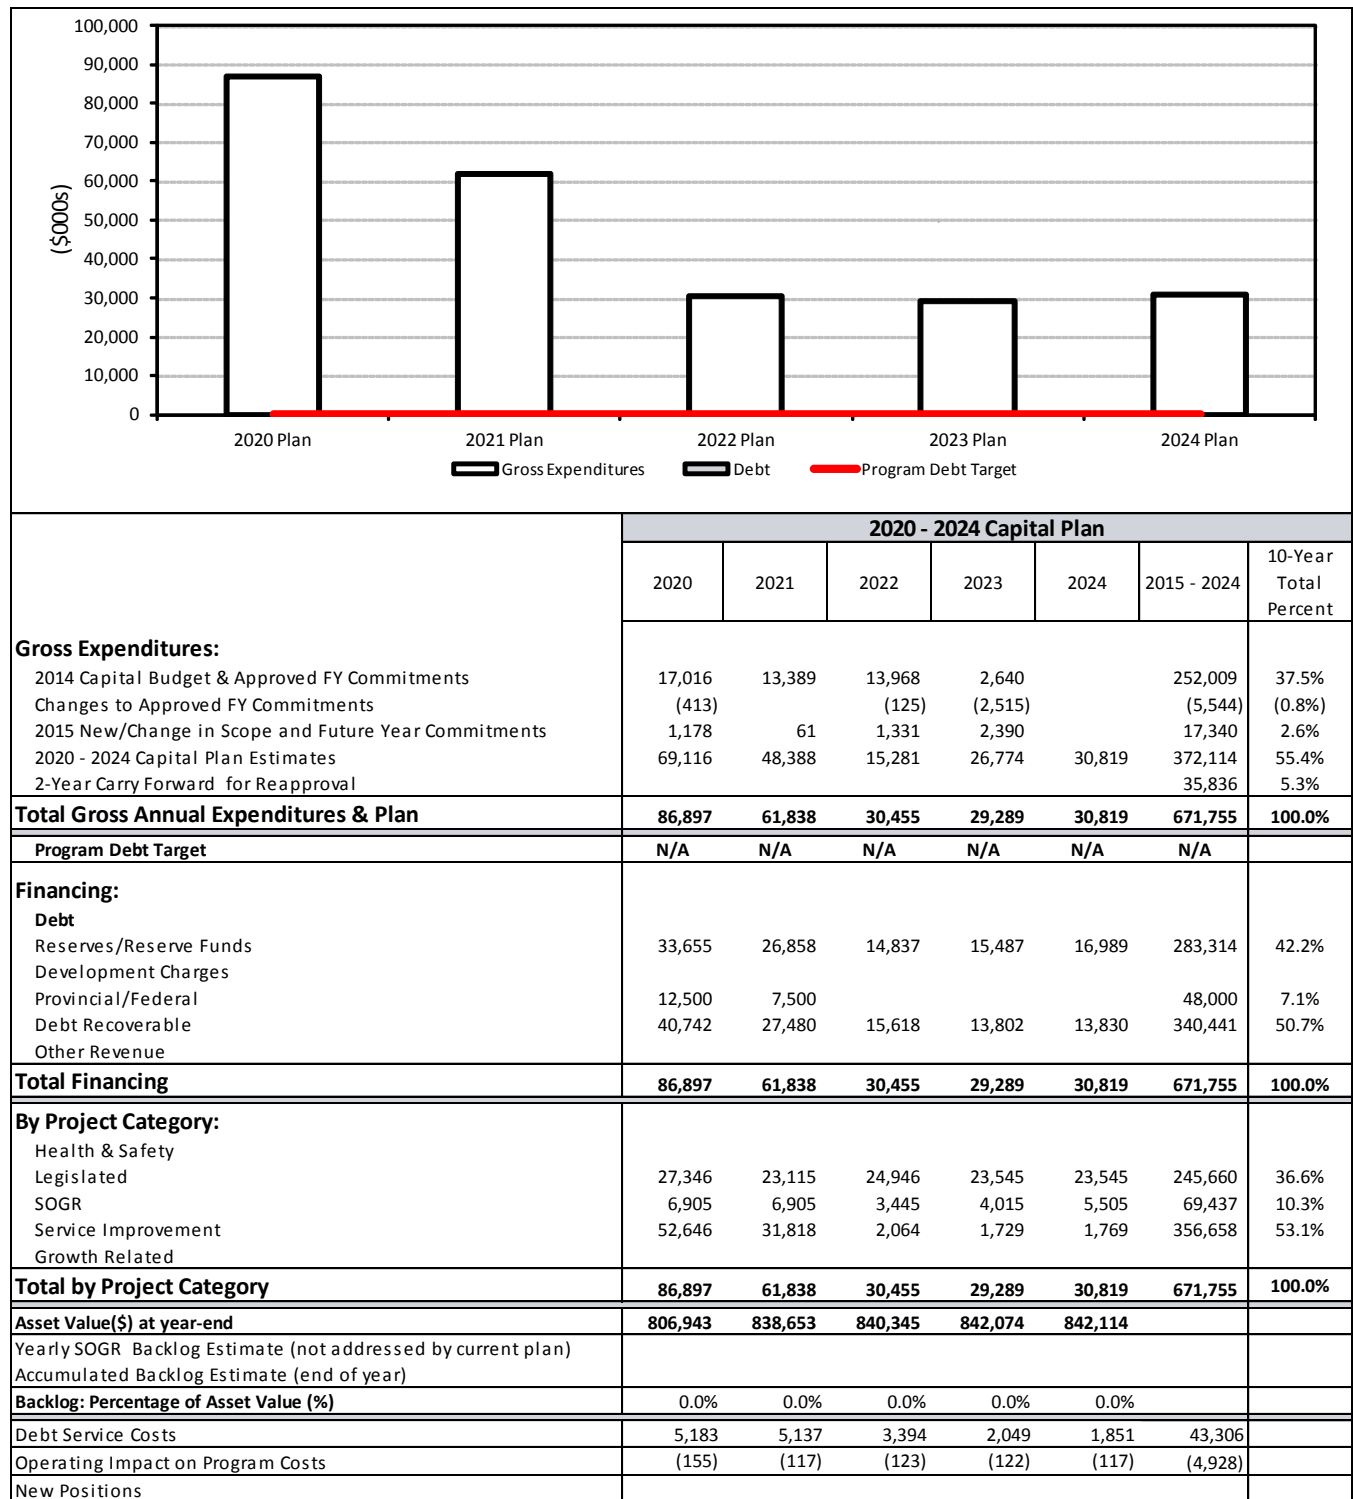 100,000
90,000
80,000
70,000
60,000
50,000
40,000
30,000
20,000
10,000
0
($000s)
2020 Plan 2021 Plan 2022 Plan 2023 Plan 2024 Plan
Gross Expenditures Debt Program Debt Target
2020 - 2024 Capital Plan
2020 2021 2022 2023 2024 2015 - 2024 10-Year Total Percent
Gross Expenditures:
2014 Capital Budget & Approved FY Commitments 17,016 13,389 13,968 2,640 252,009 37.5%
Changes to Approved FY Commitments (413) (125) (2,515) (5,544) (0.8%)
2015 New/Change in Scope and Future Year Commitments 1,178 61 1,331 2,390 17,340 2.6%
2020 - 2024 Capital Plan Estimates 69,116 48,388 15,281 26,774 30,819 372,114 55.4%
2-Year Carry Forward for Reapproval 35,836 5.3%
Total Gross Annual Expenditures & Plan 86,897 61,838 30,455 29,289 30,819 671,755 100.0%
Program Debt Target N/A N/A N/A N/A N/A N/A
Financing:
Debt
Reserves/Reserve Funds 33,655 26,858 14,837 15,487 16,989 283,314 42.2%
Development Charges
Provincial/Federal 12,500 7,500 48,000 7.1%
Debt Recoverable 40,742 27,480 15,618 13,802 13,830 340,441 50.7%
Other Revenue
Total Financing 86,897 61,838 30,455 29,289 30,819 671,755 100.0%
By Project Category:
Health & Safety
Legislated 27,346 23,115 24,946 23,545 23,545 245,660 36.6%
SOGR 6,905 6,905 3,445 4,015 5,505 69,437 10.3%
Service Improvement 52,646 31,818 2,064 1,729 1,769 356,658 53.1%
Growth Related
Total by Project Category 86,897 61,838 30,455 29,289 30,819 671,755 100.0%
Asset Value($) at year-end 806,943 838,653 840,345 842,074 842,114
Yearly SOGR Backlog Estimate (not addressed by current plan)
Accumulated Backlog Estimate (end of year)
Backlog: Percentage of Asset Value (%) 0.0% 0.0% 0.0% 0.0% 0.0%
Debt Service Costs 5,183 5,137 3,394 2,049 1,851 43,306
Operating Impact on Program Costs (155) (117) (123) (122) (117) (4,928)
New Positions